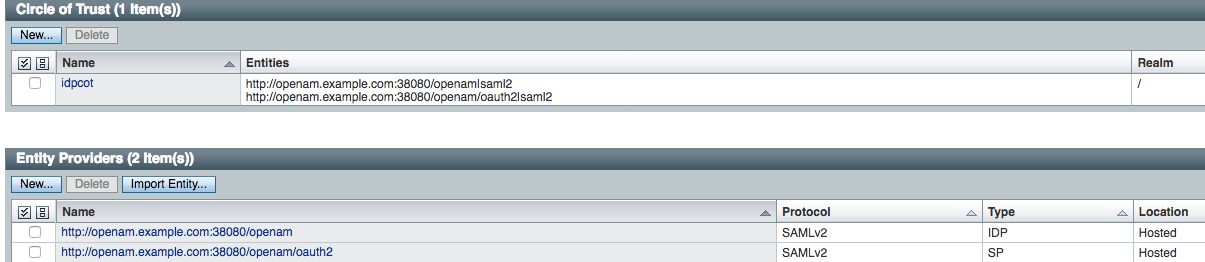 Circle of Trust (1 Item(s))
New... Delete
Name Entities Realm
idpcot http://openam.example.com:38080/openam|saml2 /
http://openam.example.com:38080/openam/oauth2|saml2
Entity Providers (2 Item(s))
New... Delete Import Entity...
Name Protocol Type Location
http://openam.example.com:38080/openam SAMLv2 IDP Hosted
http://openam.example.com:38080/openam/oauth2 SAMLv2 SP Hosted